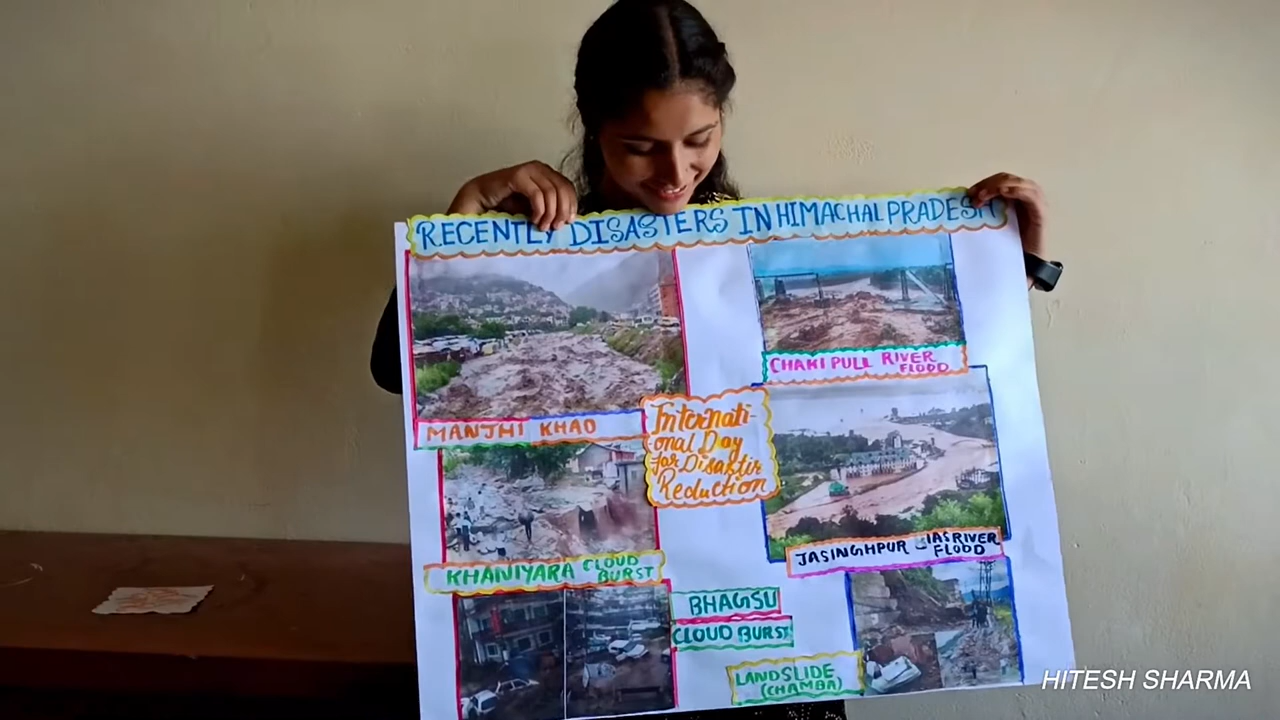 RECENTLY DISASTERS IN HIMACHAL PRADESH
CHAKI PULL RIVER
FLOOD
MANJHI KHAD
Internati-
onal Day
for Disaster
Reduction
JASINGHPUR
RIVER
FLOOD
KHANIYARA CLOUD
BURST
BHAGSU
CLOUD BURST
LANDSLIDE
(CHAMBA)
HITESH SHARMA